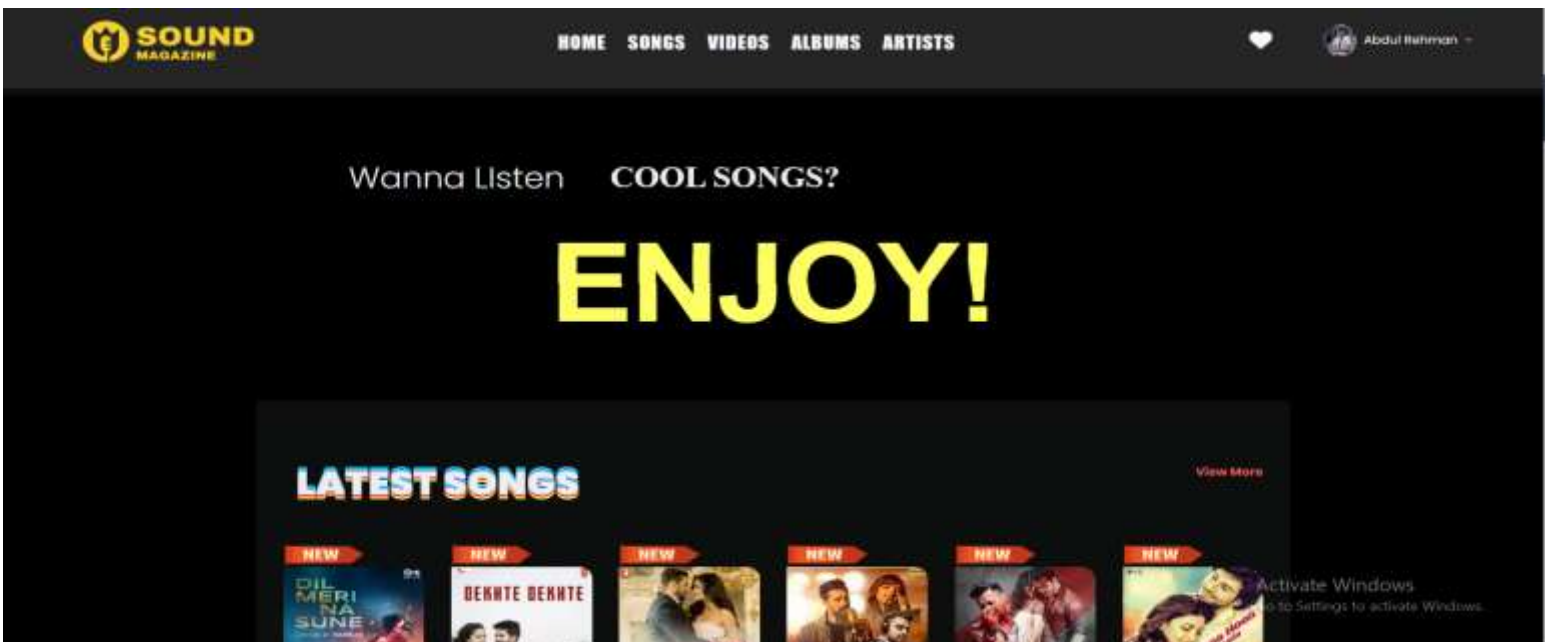 SOUND
MAGAZINE
HOME SONGS VIDEOS ALBUMS ARTISTS
Abdul Rehman
Wanna LIsten COOL SONGS?
ENJOY!
LATEST SONGS
View More
NEW NEW NEW NEW NEW NEW
DIL
MERI
NA
SUNE
DEKHTE DEKHTE
Activate Windows
Go to Settings to activate Windows.